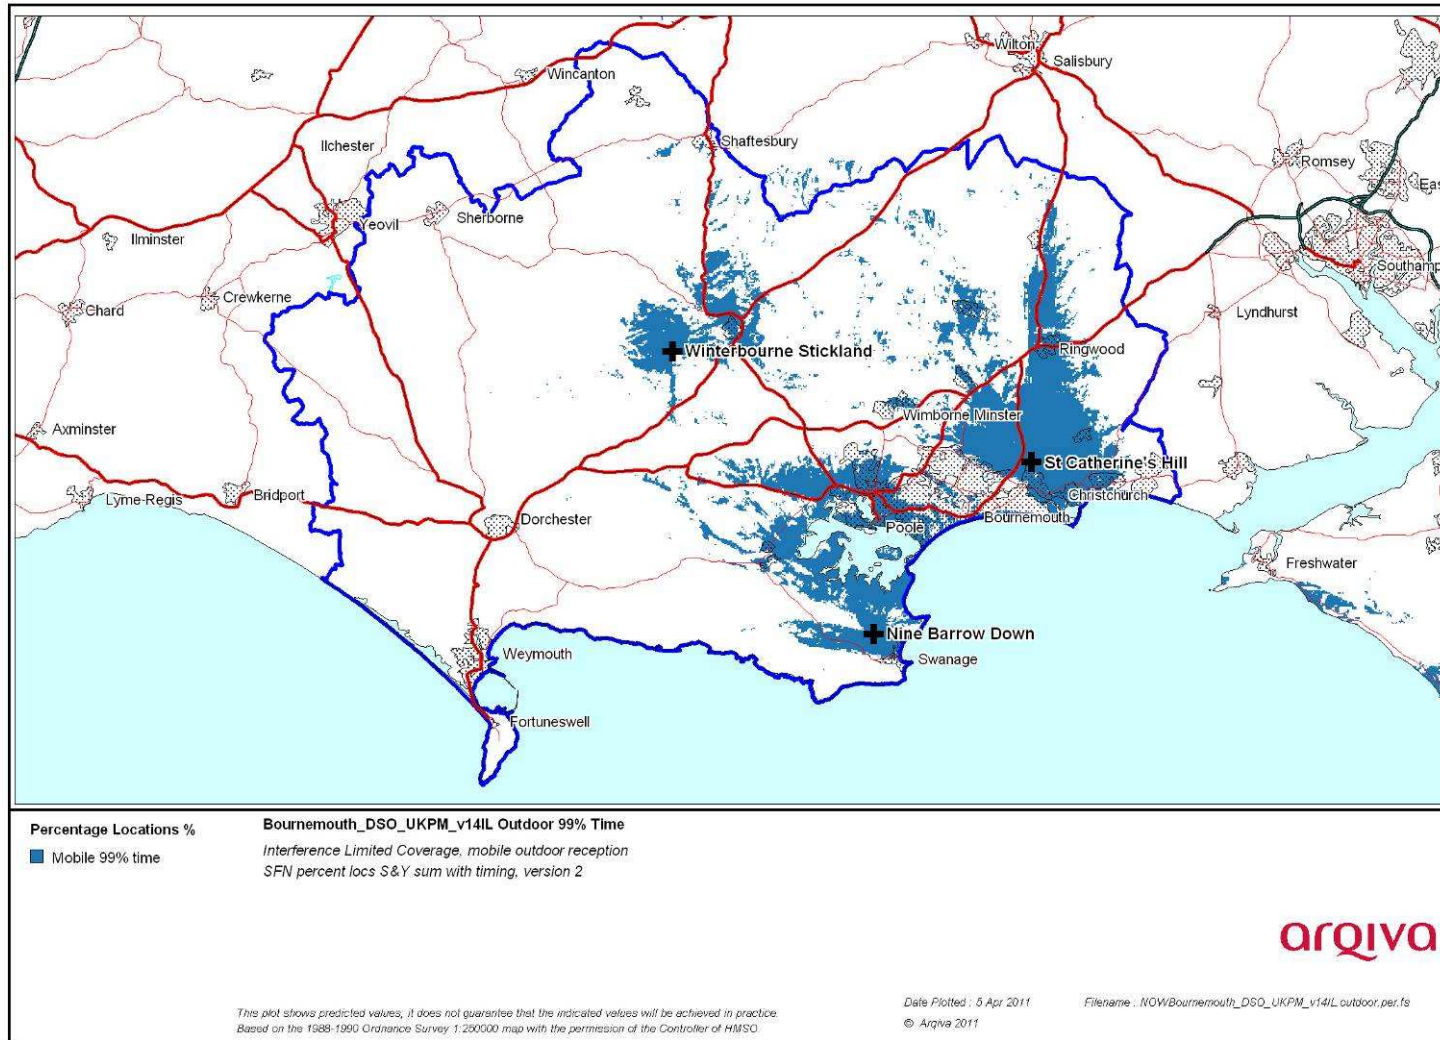 Wilton
Salisbury
Wincanton
Shaftesbury
Ilchester
Romsey
Eas
Yeovil
Sherborne
Ilminster
Southamp
Chard
Crewkerne
Lyndhurst
Winterbourne Stickland
Ringwood
Wimborne Minster
Axminster
St Catherine's Hill
Lyme-Regis
Bridport
Christchurch
Dorchester
Bournemouth
Poole
Freshwater
Nine Barrow Down
Weymouth
Swanage
Fortuneswell
Percentage Locations %
Mobile 99% time
Bournemouth_DSO_UKPM_v14IL Outdoor 99% Time
Interference Limited Coverage, mobile outdoor reception
SFN percent locs S&Y sum with timing, version 2
arqiva
This plot shows predicted values; it does not guarantee that the indicated values will be achieved in practice.
Based on the 1988-1990 Ordnance Survey 1:250000 map with the permission of the Controller of HMSO
Date Plotted : 5 Apr 2011
© Arqiva 2011
Filename : NOWBournemouth_DSO_UKPM_v14IL.outdoor.per.fs